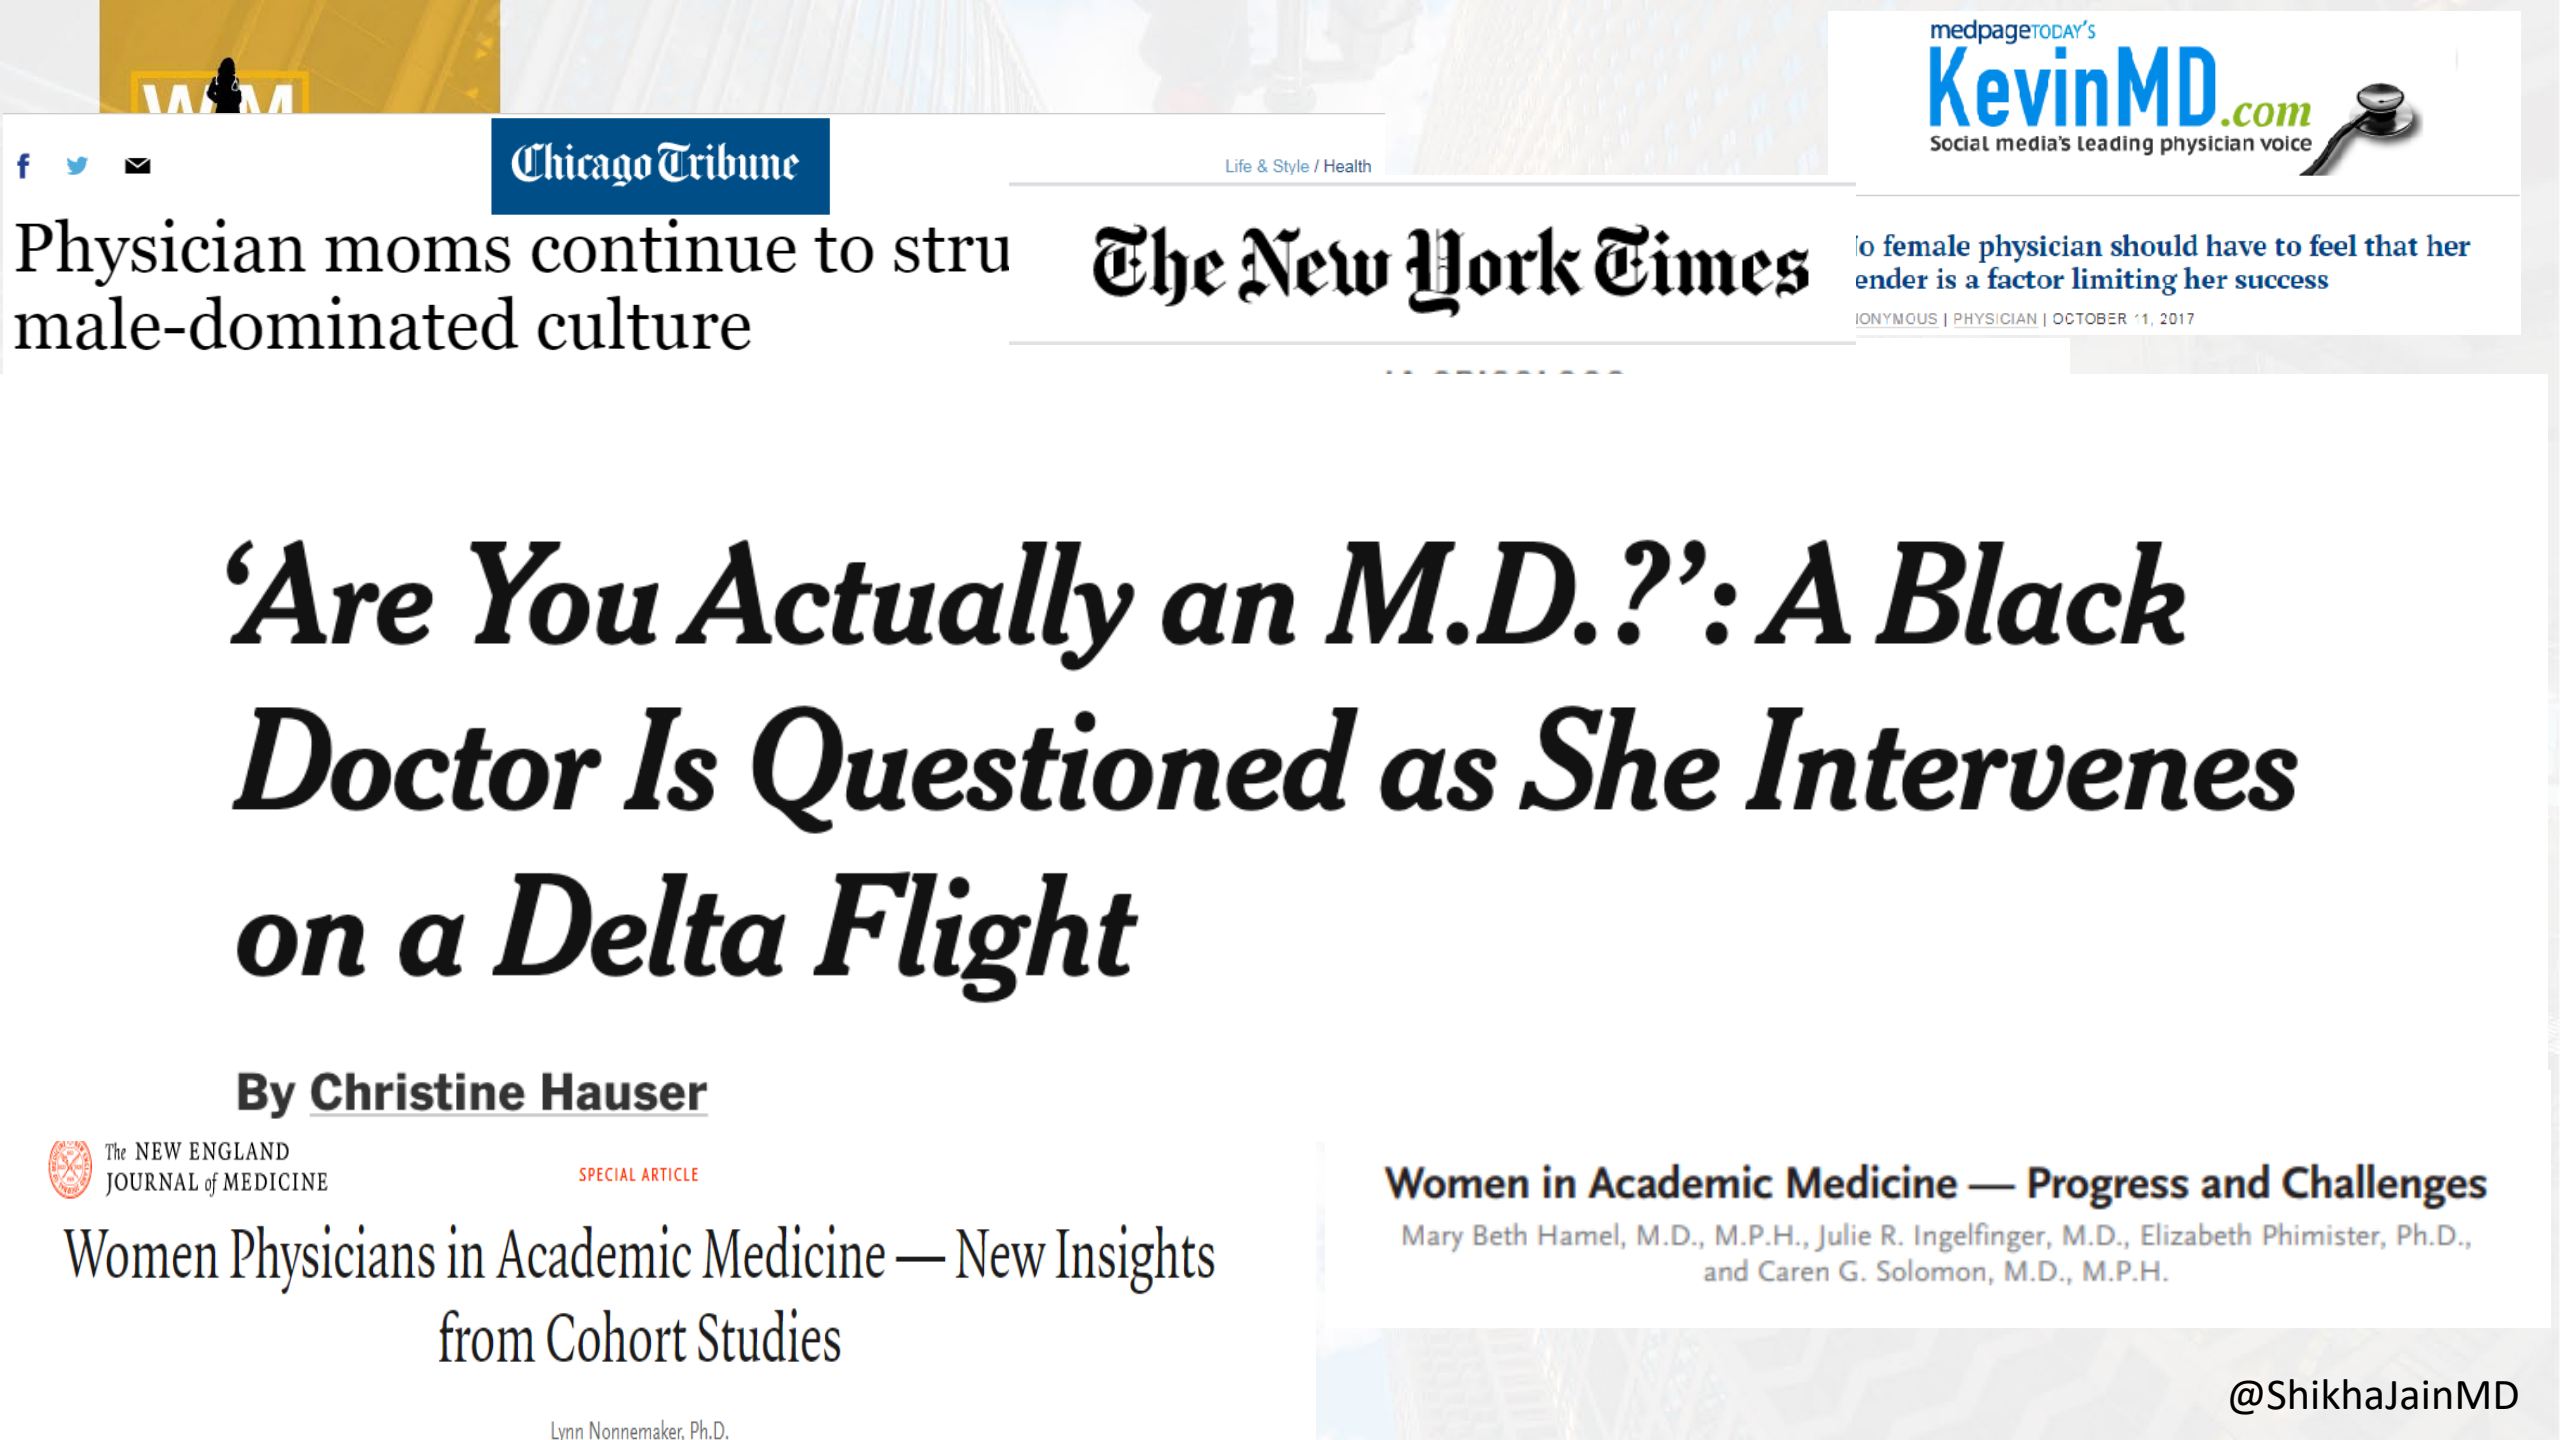 medpageTODAY'S
KevinMD.com
Social media's leading physician voice
Chicago Tribune
Life & Style / Health
Physician moms continue to stru
male-dominated culture
The New York Times
o female physician should have to feel that her
ender is a factor limiting her success
ONYMOUS | PHYSICIAN | OCTOBER 11, 2017
‘Are You Actually an M.D.?’: A Black
Doctor Is Questioned as She Intervenes
on a Delta Flight
By Christine Hauser
The NEW ENGLAND
JOURNAL of MEDICINE
SPECIAL ARTICLE
Women Physicians in Academic Medicine — New Insights
from Cohort Studies
Lynn Nonnemaker, Ph.D.
Women in Academic Medicine — Progress and Challenges
Mary Beth Hamel, M.D., M.P.H., Julie R. Ingelfinger, M.D., Elizabeth Phimister, Ph.D.,
and Caren G. Solomon, M.D., M.P.H.
@ShikhaJainMD